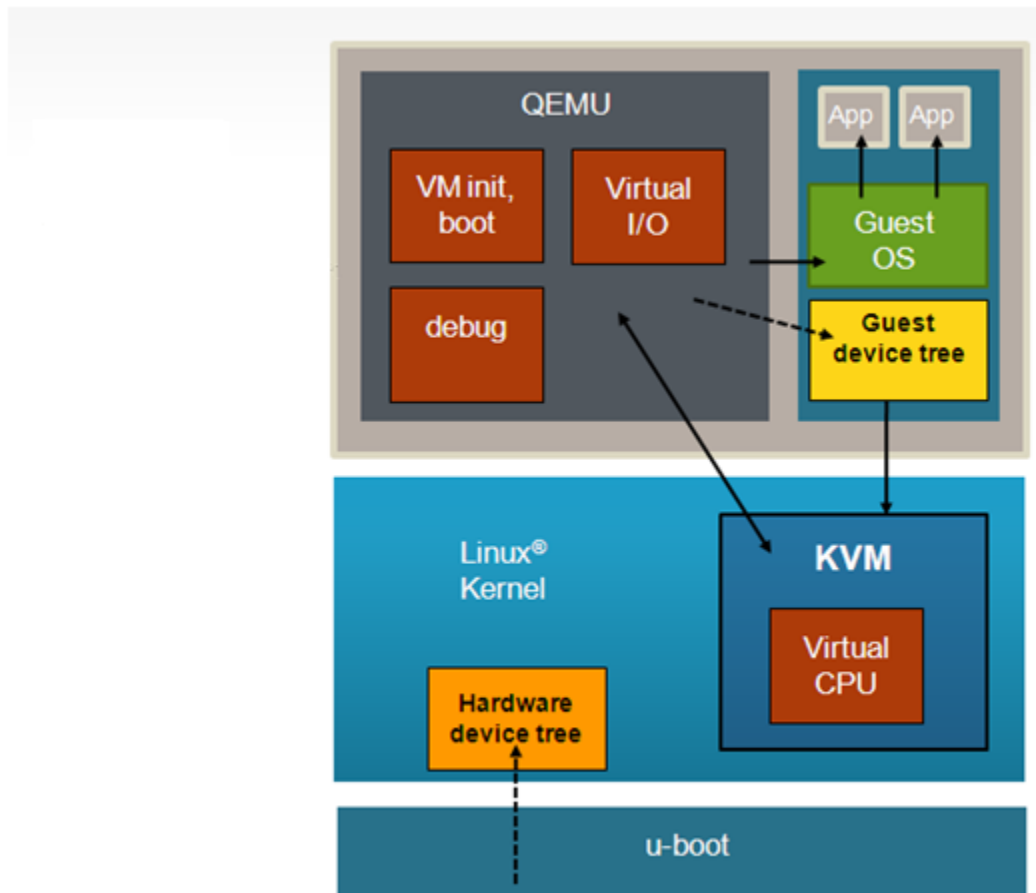 QEMU
VM init,
boot
Virtual
I/O
debug
App
App
Guest
OS
Guest
device tree
Linux®
Kernel
KVM
Virtual
CPU
Hardware
device tree
u-boot